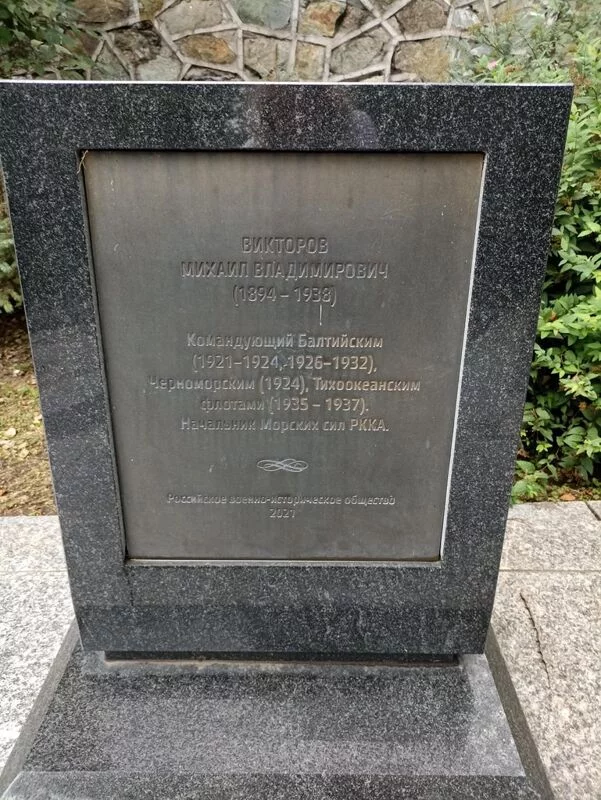 ВИКТОРОВ
МИХАИЛ ВЛАДИМИРОВИЧ
(1894 – 1938)
Командующий Балтийским
(1921–1924, 1926–1932),
Черноморским (1924), Тихоокеанским
флотами (1935 – 1937).
Начальник Морских сил РККА.
Российское военно-историческое общество
2021